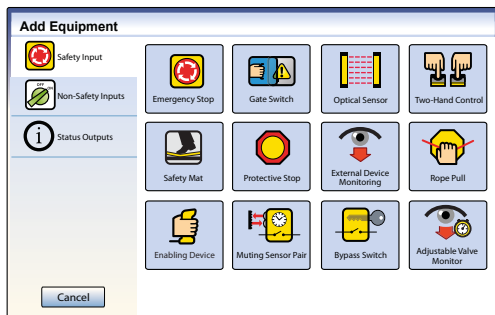 Add Equipment
Safety Input
OFF
ON
Non-Safety Inputs
Status Outputs
Cancel
Emergency Stop
Gate Switch
Optical Sensor
Two-Hand Control
Safety Mat
Protective Stop
External Device
Monitoring
Rope Pull
Enabling Device
Muting Sensor Pair
Bypass Switch
Adjustable Valve
Monitor